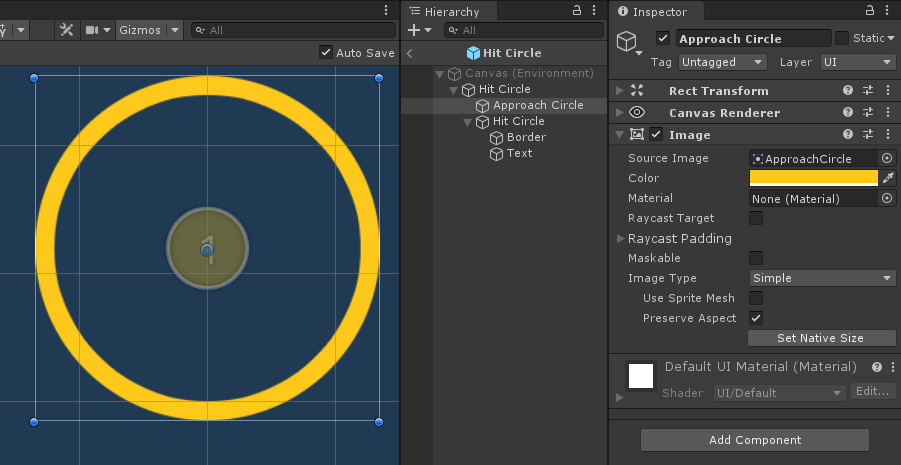 Gizmos
All
Auto Save
1
Hierarchy
All
Hit Circle
Canvas (Environment)
Hit Circle
Approach Circle
Hit Circle
Border
Text
Inspector
Approach Circle
Static
Tag Untagged Layer UI
Rect Transform
Canvas Renderer
Image
Source Image ApproachCircle
Color
Material None (Material)
Raycast Target
Raycast Padding
Maskable
Image Type Simple
Use Sprite Mesh
Preserve Aspect
Set Native Size
Default UI Material (Material)
Shader UI/Default Edit...
Add Component